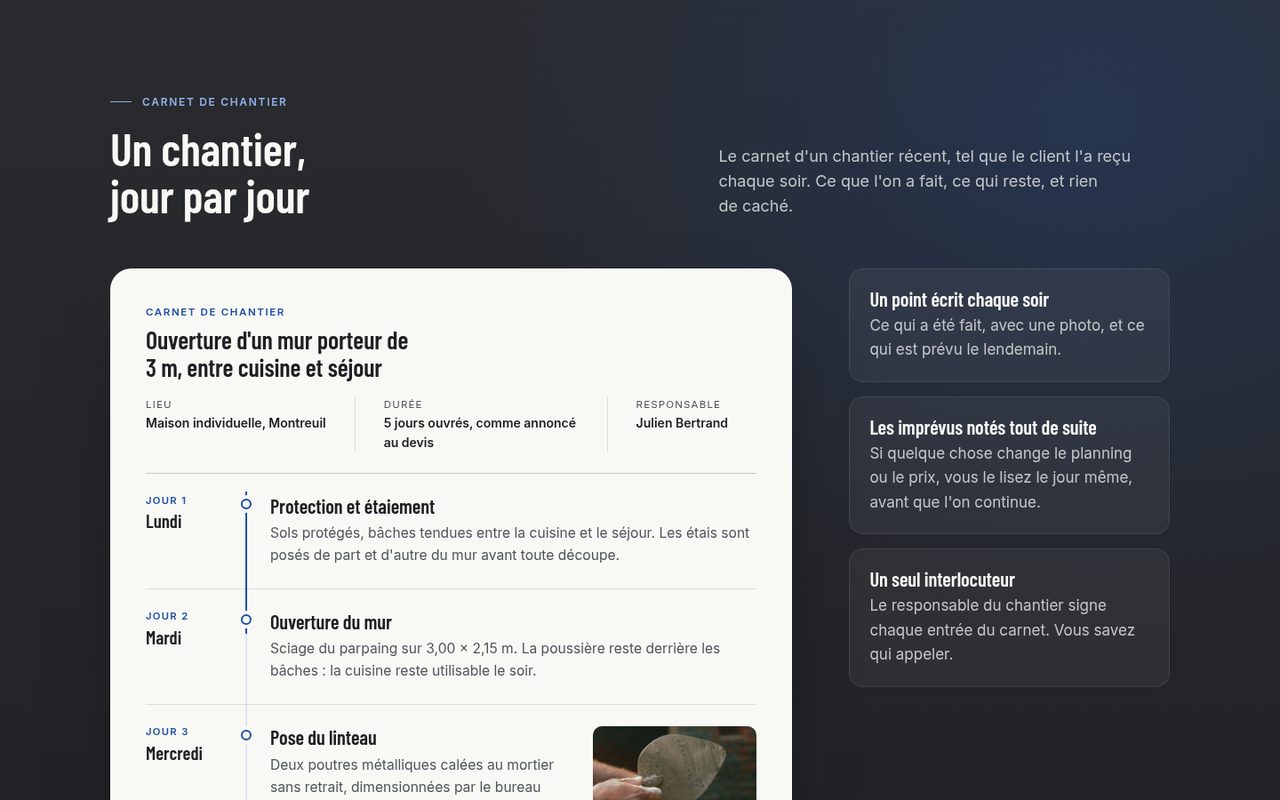 CARNET DE CHANTIER
Un chantier,
jour par jour
Le carnet d'un chantier récent, tel que le client l'a reçu
chaque soir. Ce que l'on a fait, ce qui reste, et rien
de caché.
CARNET DE CHANTIER
Ouverture d'un mur porteur de
3 m, entre cuisine et séjour
LIEU
Maison individuelle, Montreuil
DURÉE
5 jours ouvrés, comme annoncé
au devis
RESPONSABLE
Julien Bertrand
JOUR 1
Lundi
Protection et étaiement
Sols protégés, bâches tendues entre la cuisine et le séjour. Les étais sont
posés de part et d'autre du mur avant toute découpe.
JOUR 2
Mardi
Ouverture du mur
Sciage du parpaing sur 3,00 × 2,15 m. La poussière reste derrière les
bâches : la cuisine reste utilisable le soir.
JOUR 3
Mercredi
Pose du linteau
Deux poutres métalliques calées au mortier
sans retrait, dimensionnées par le bureau
Un point écrit chaque soir
Ce qui a été fait, avec une photo, et ce
qui est prévu le lendemain.
Les imprévus notés tout de suite
Si quelque chose change le planning
ou le prix, vous le lisez le jour même,
avant que l'on continue.
Un seul interlocuteur
Le responsable du chantier signe
chaque entrée du carnet. Vous savez
qui appeler.